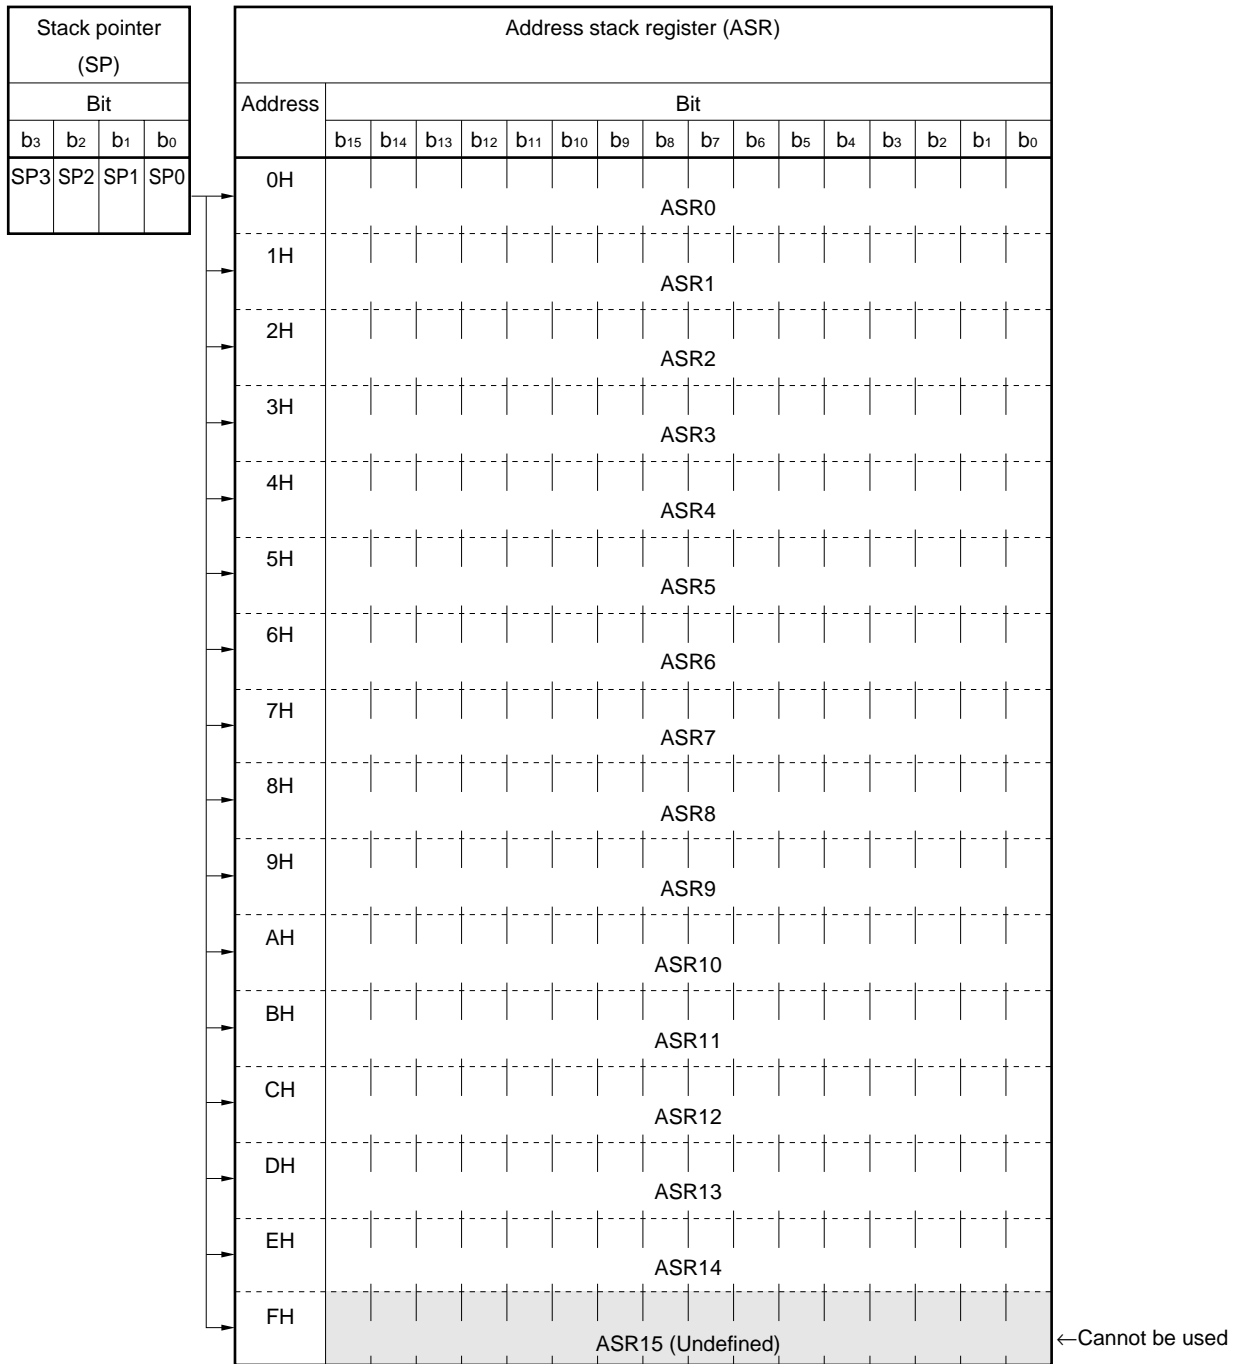 Stack pointer
(SP)
Bit
b3 b2 b1 b0
SP3 SP2 SP1 SP0
Address stack register (ASR)
Address Bit
b15 b14 b13 b12 b11 b10 b9 b8 b7 b6 b5 b4 b3 b2 b1 b0
0H
ASR0
1H
ASR1
2H
ASR2
3H
ASR3
4H
ASR4
5H
ASR5
6H
ASR6
7H
ASR7
8H
ASR8
9H
ASR9
AH
ASR10
BH
ASR11
CH
ASR12
DH
ASR13
EH
ASR14
FH
ASR15 (Undefined)
←Cannot be used